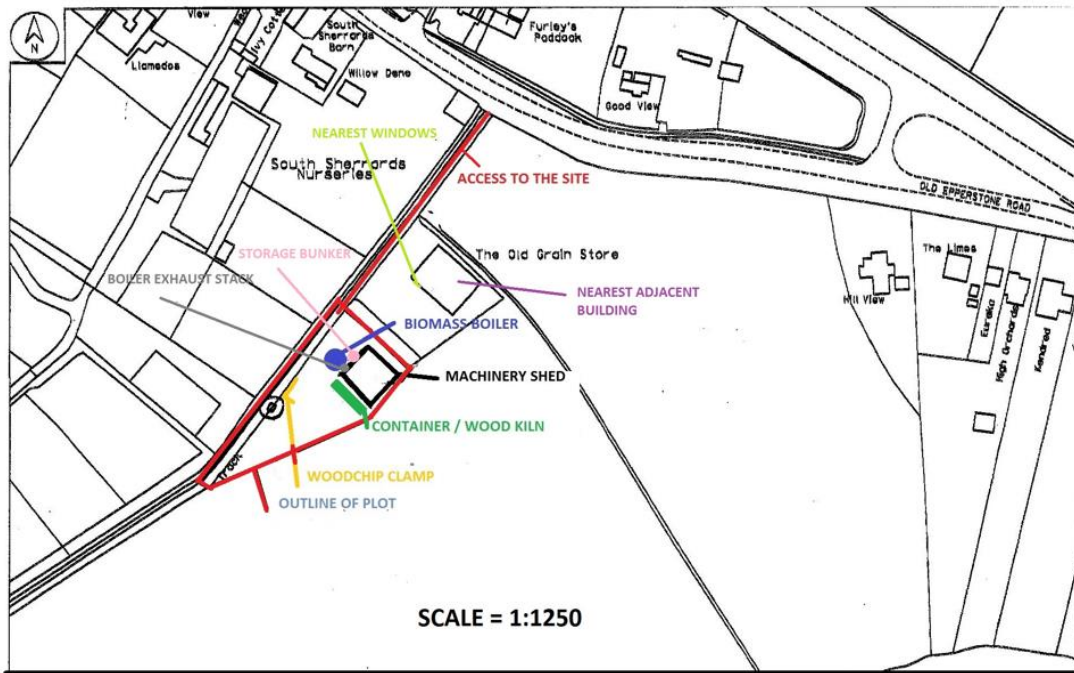 N
View
Llamedos
Ivy Cott
South
Sherrards
Barn
Willow Dene
Furley's
Paddock
Good View
NEAREST WINDOWS
South Sherrards
Nurseries
ACCESS TO THE SITE
OLD EPPERSTONE ROAD
STORAGE BUNKER
The Old Grain Store
BOILER EXHAUST STACK
NEAREST ADJACENT
BUILDING
BIOMASS BOILER
Hill View
The Limes
Eureka
High Orchards
Kendred
MACHINERY SHED
CONTAINER / WOOD KILN
Track
WOODCHIP CLAMP
OUTLINE OF PLOT
SCALE = 1:1250